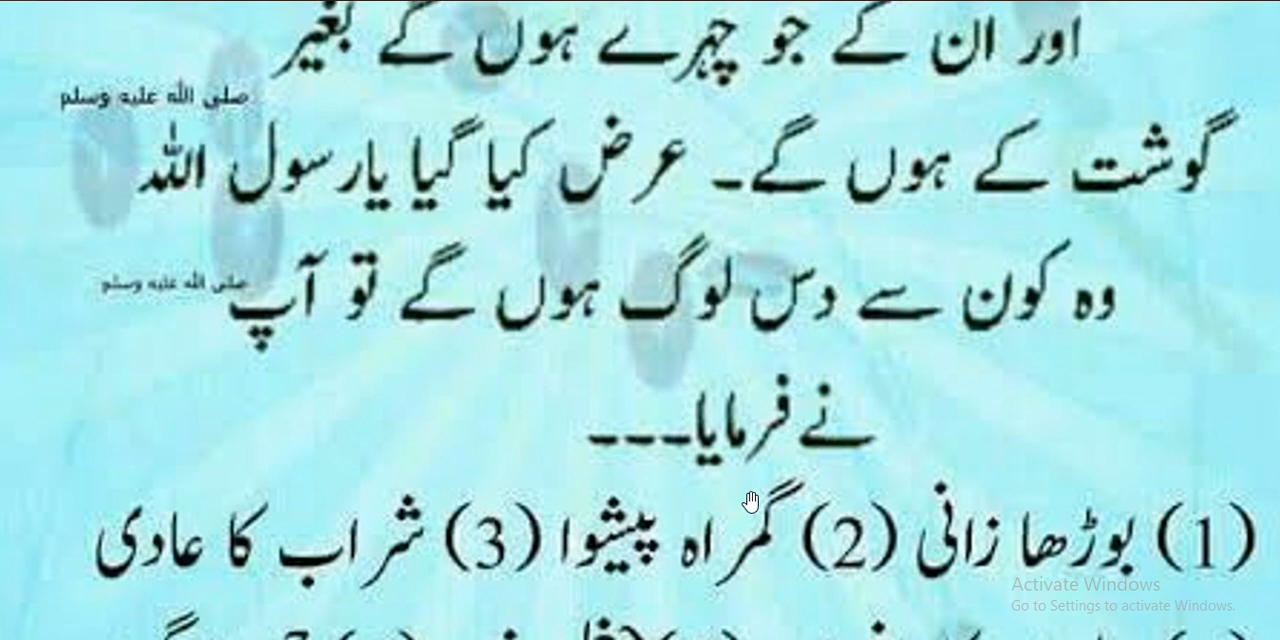 اور ان کے جو چہرے ہوں گے بغیر
صلی اللہ علیہ وسلم
گوشت کے ہوں گے۔ عرض کیا گیا یارسول اللہ
وہ کون سے دس لوگ ہوں گے تو آپ صلی اللہ علیہ وسلم
نے فرمایا---
(1) بوڑھا زانی (2) گمراہ پیشوا (3) شراب کا عادی
Activate Windows
Go to Settings to activate Windows.